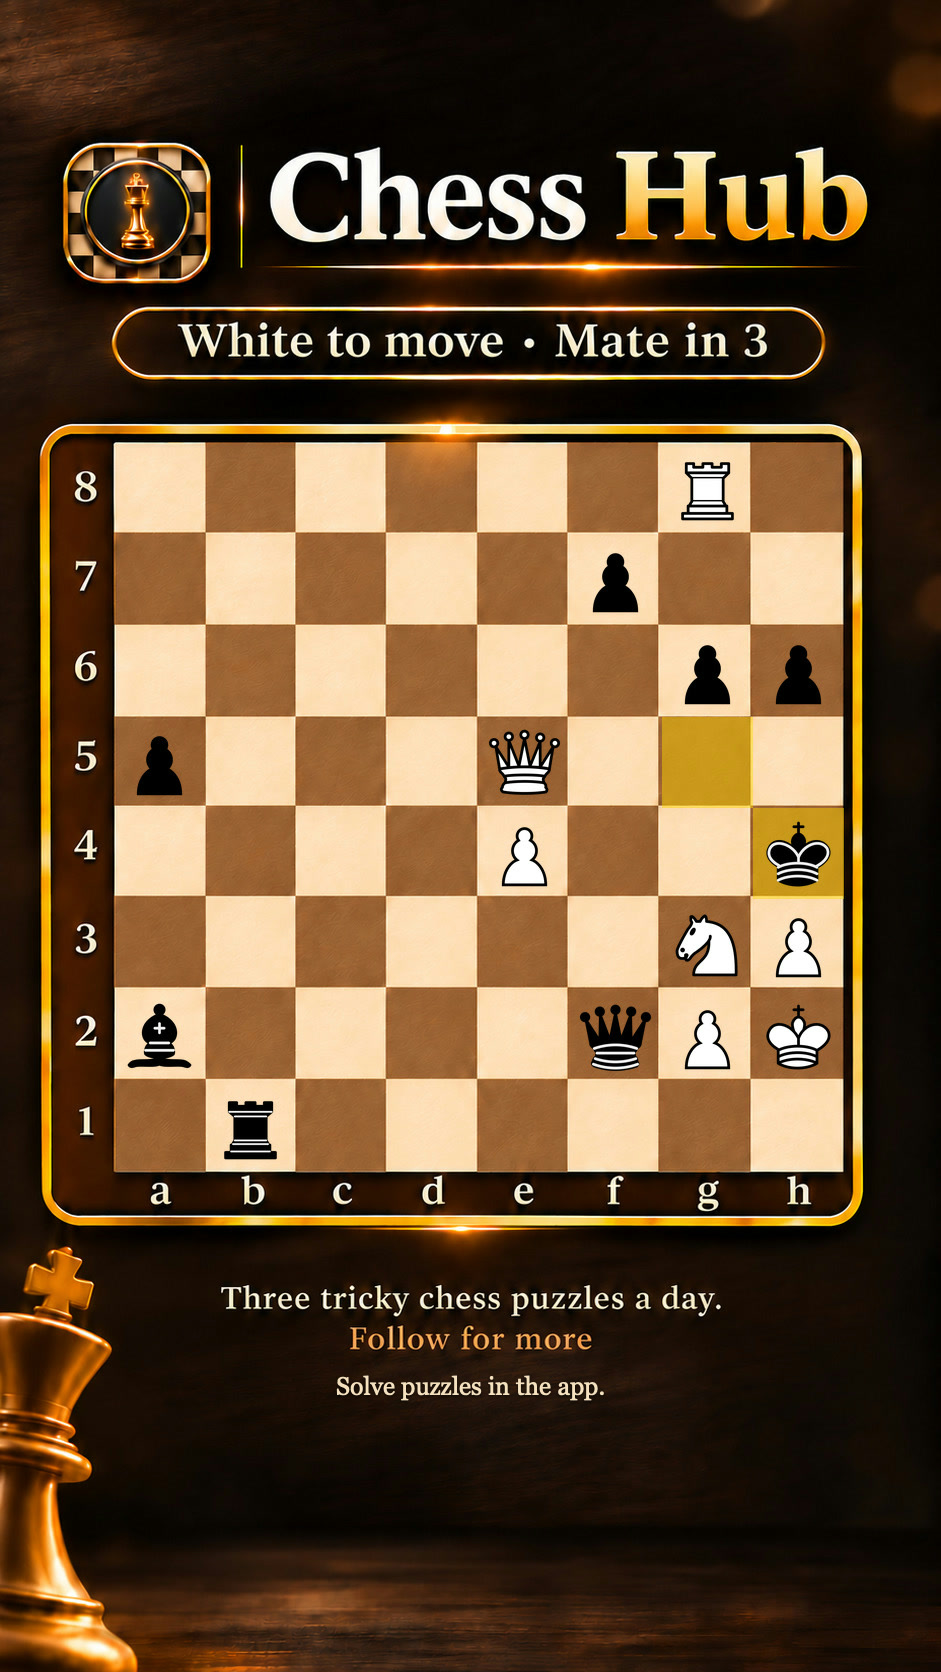 Chess Hub
White to move • Mate in 3
8
7
6
5
4
3
2
1
a b c d e f g h
Three tricky chess puzzles a day.
Follow for more
Solve puzzles in the app.